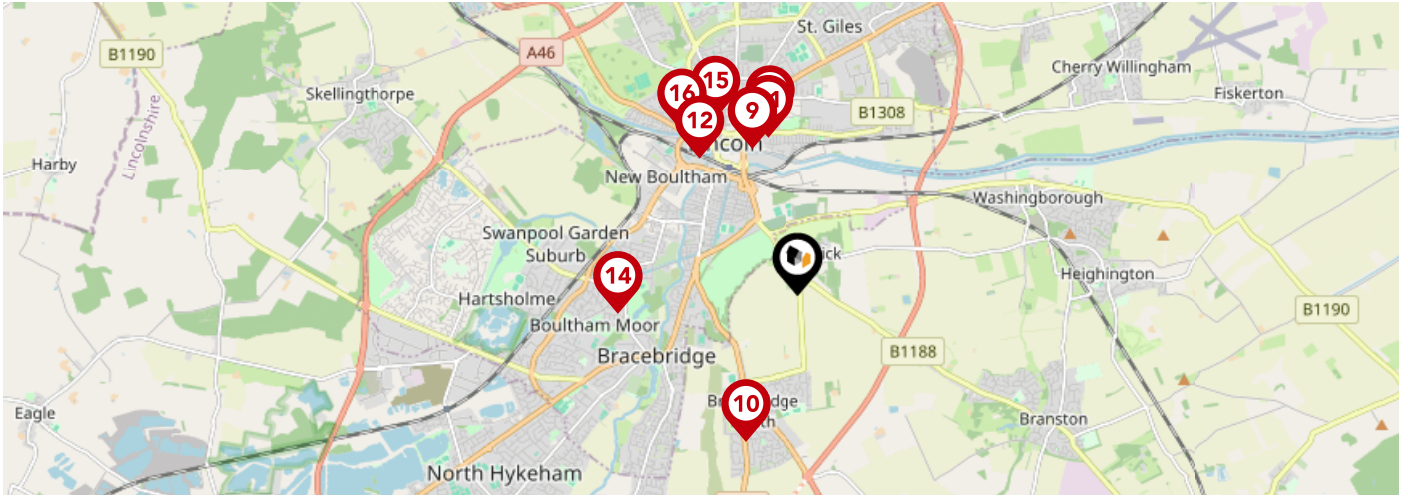 St. Giles
B1190
A46
Cherry Willingham
Skellingthorpe
15
16
9
12
B1308
Fiskerton
Lincolnshire
Harby
New Boultham
Washingborough
Swanpool Garden
Suburb
14
Heighington
Hartsholme
Boultham Moor
B1190
Bracebridge
B1188
10
Eagle
Branston
North Hykeham